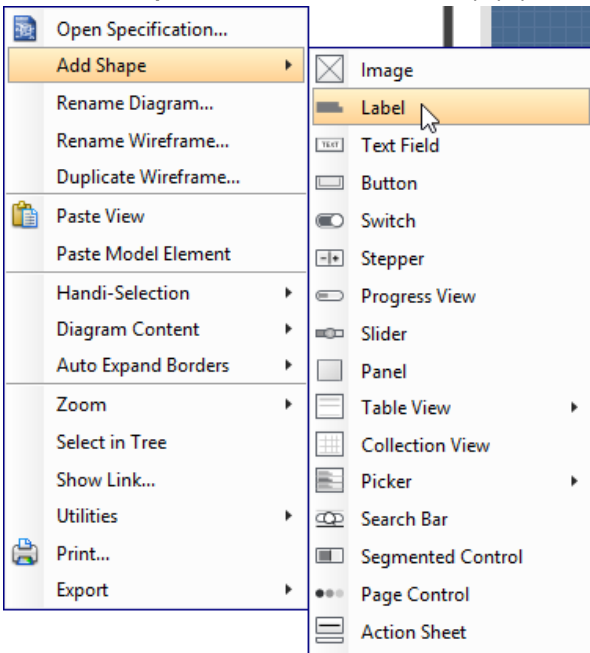 Open Specification...
Add Shape
Rename Diagram...
Rename Wireframe...
Duplicate Wireframe...
Paste View
Paste Model Element
Handi-Selection
Diagram Content
Auto Expand Borders
Zoom
Select in Tree
Show Link...
Utilities
Print...
Export
Image
Label
TEXT Text Field
Button
Switch
Stepper
Progress View
Slider
Panel
Table View
Collection View
Picker
Search Bar
Segmented Control
Page Control
Action Sheet